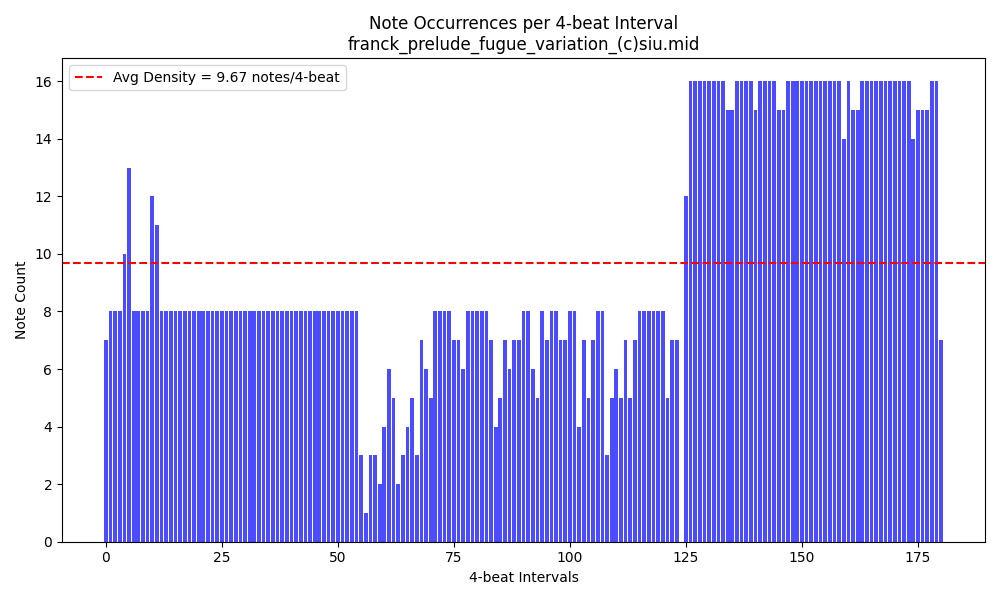 Note Occurrences per 4-beat Interval
franck_prelude_fugue_variation_(c)siu.mid
Avg Density = 9.67 notes/4-beat
Note Count
16
14
12
10
8
6
4
2
0
0 25 50 75 100 125 150 175
4-beat Intervals